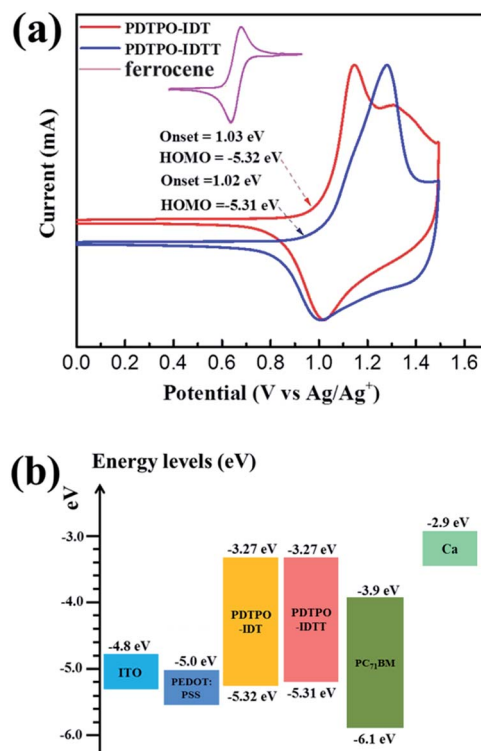 (a)
PDTPO-IDT
PDTPO-IDTT
ferrocene
Onset = 1.03 eV
HOMO = -5.32 eV
Onset =1.02 eV
HOMO =-5.31 eV
Current (mA)
0.0 0.2 0.4 0.6 0.8 1.0 1.2 1.4 1.6
Potential (V vs Ag/Ag⁺)
(b)
Energy levels (eV)
eV
-3.0
-4.0
-5.0
-6.0
-4.8 eV
ITO
-5.0 eV
PEDOT:
PSS
-3.27 eV
PDTPO
-IDT
-5.32 eV
-3.27 eV
PDTPO
-IDTT
-5.31 eV
-3.9 eV
PC₇₁BM
-6.1 eV
-2.9 eV
Ca